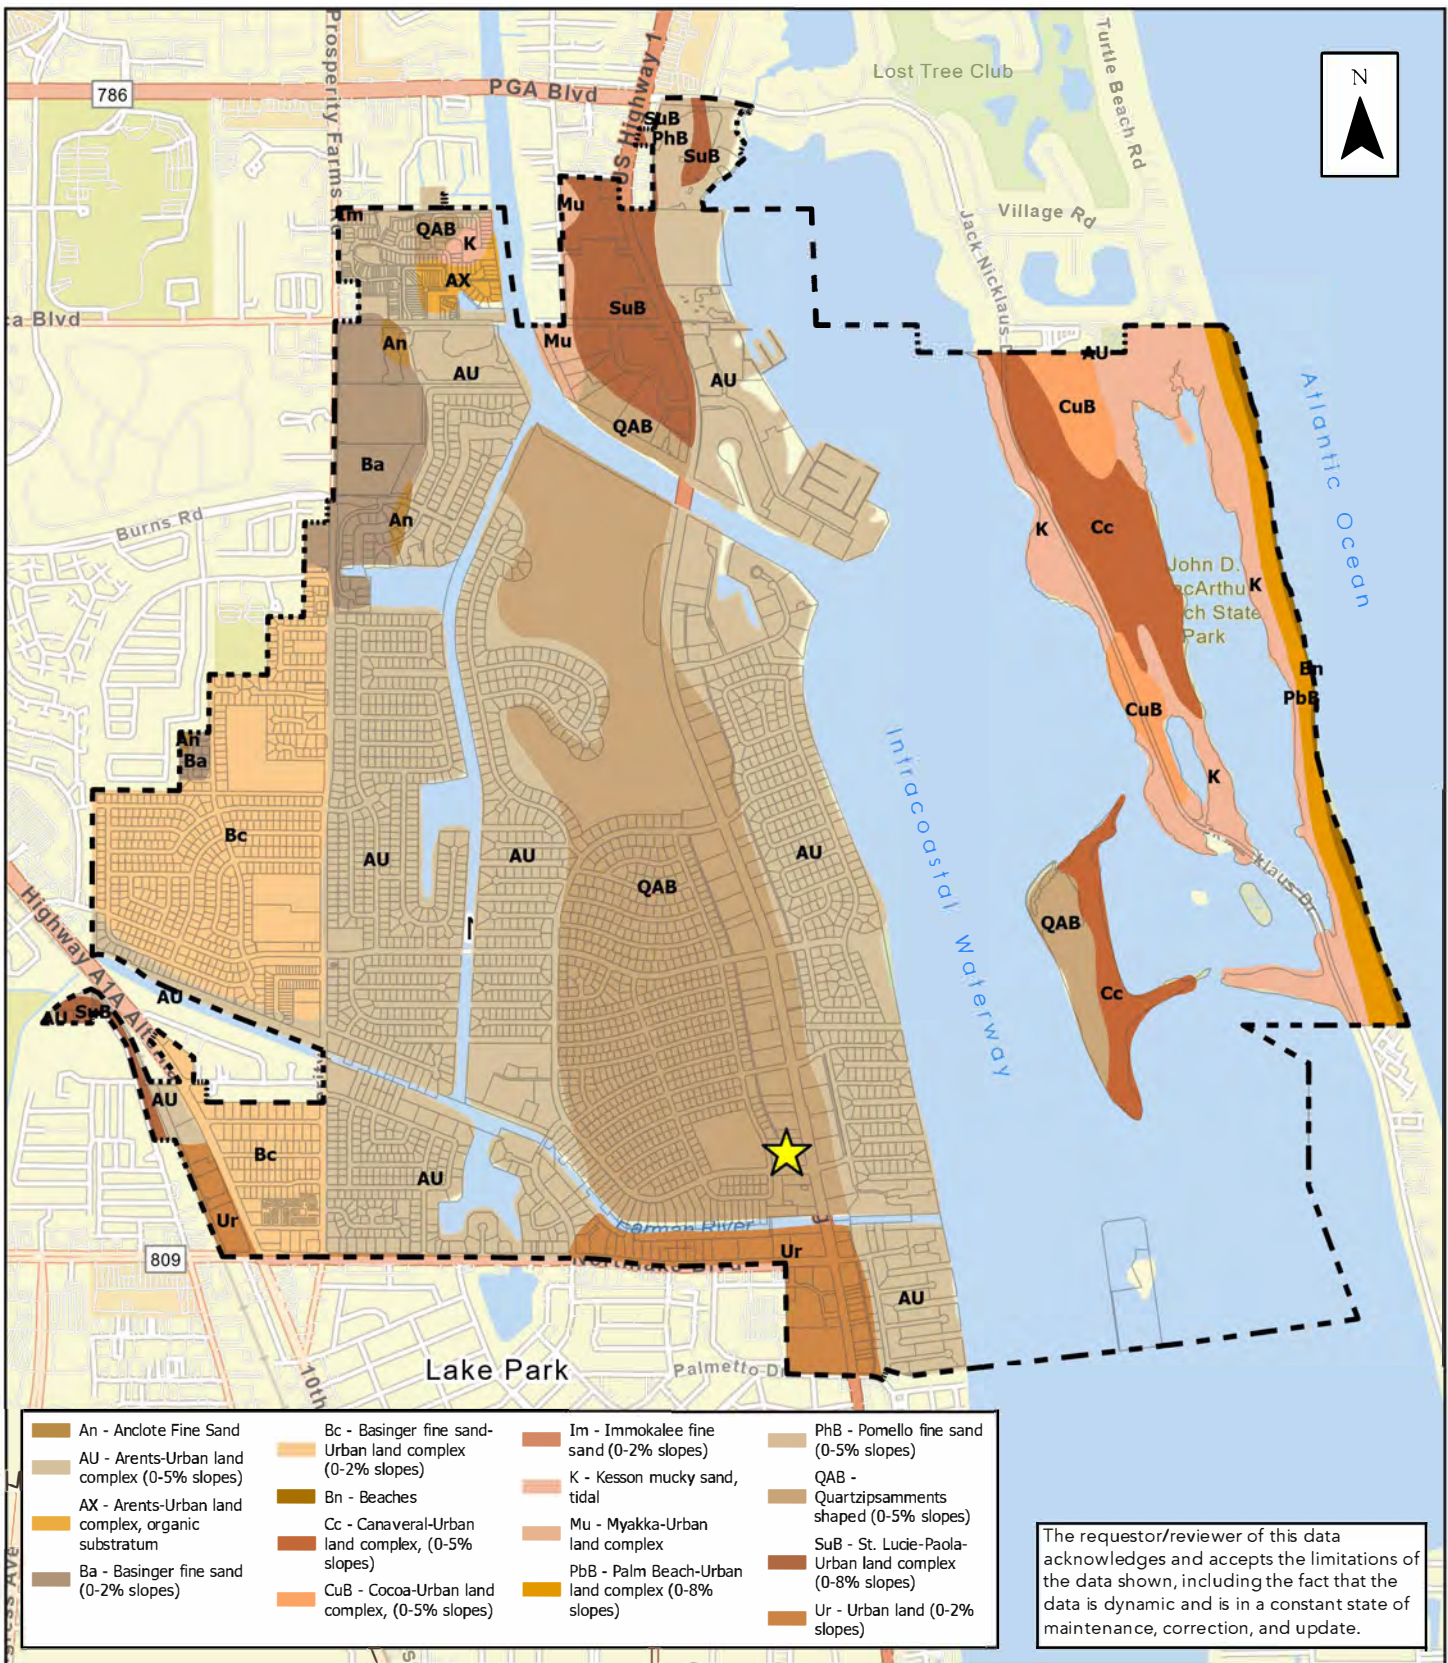 Lost Tree Club
Turtle Beach Rd
N
786
PGA Blvd
Prosperity Farms
US Highway 1
SuB
PhB
SuB
Mu
Im
QAB
K
AX
Village Rd
Jack Nicklaus
SuB
a Blvd
An
Mu
AU
AU
AU
CuB
QAB
Atlantic Ocean
Ba
Burns Rd
An
K
Cc
John D.
cArthu
ch State
Park
K
Bn
PbB
CuB
An
Ba
K
Intracoastal Waterway
Bc
AU
AU
QAB
AU
klaus Dr
QAB
Cc
Highway A1A Alt
AU
AU
SuB
AU
Bc
AU
Ur
Earman River
Ur
809
AU
Lake Park
Palmetto Dr
10th
An - Anclote Fine Sand
AU - Arents-Urban land
complex (0-5% slopes)
AX - Arents-Urban land
complex, organic
substratum
Ba - Basinger fine sand
(0-2% slopes)
Bc - Basinger fine sand-
Urban land complex
(0-2% slopes)
Bn - Beaches
Cc - Canaveral-Urban
land complex, (0-5%
slopes)
CuB - Cocoa-Urban land
complex, (0-5% slopes)
Im - Immokalee fine
sand (0-2% slopes)
K - Kesson mucky sand,
tidal
Mu - Myakka-Urban
land complex
PbB - Palm Beach-Urban
land complex (0-8%
slopes)
PhB - Pomello fine sand
(0-5% slopes)
QAB -
Quartzipsamments
shaped (0-5% slopes)
SuB - St. Lucie-Paola-
Urban land complex
(0-8% slopes)
Ur - Urban land (0-2%
slopes)
The requestor/reviewer of this data
acknowledges and accepts the limitations of
the data shown, including the fact that the
data is dynamic and is in a constant state of
maintenance, correction, and update.